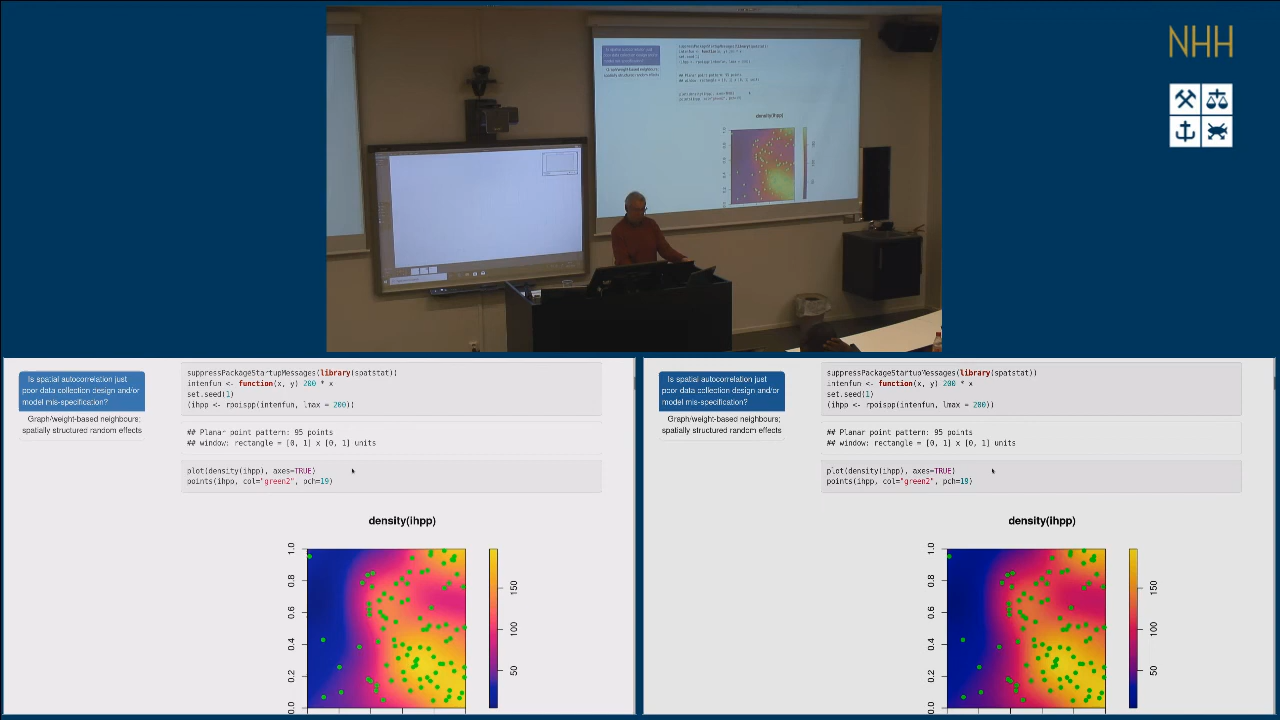 NHH
Is spatial autocorrelation just
poor data collection design and/or
model mis-specification?
Graph/weight-based neighbours;
spatially structured random effects
suppressPackageStartupMessages(library(spatstat))
intenfun <- function(x, y) 200 * x
set.seed(1)
(ihpp <- rpoispp(intenfun, lmax = 200))
## Planar point pattern: 95 points
## window: rectangle = [0, 1] x [0, 1] units
plot(density(ihpp), axes=TRUE)
points(ihpp, col="green2", pch=19)
density(ihpp)
1.0
0.8
0.6
0.4
0.2
0.0
150
100
50
Is spatial autocorrelation just
poor data collection design and/or
model mis-specification?
Graph/weight-based neighbours;
spatially structured random effects
suppressPackageStartupMessages(library(spatstat))
intenfun <- function(x, y) 200 * x
set.seed(1)
(ihpp <- rpoispp(intenfun, lmax = 200))
## Planar point pattern: 95 points
## window: rectangle = [0, 1] x [0, 1] units
plot(density(ihpp), axes=TRUE)
points(ihpp, col="green2", pch=19)
density(ihpp)
1.0
0.8
0.6
0.4
0.2
0.0
150
100
50